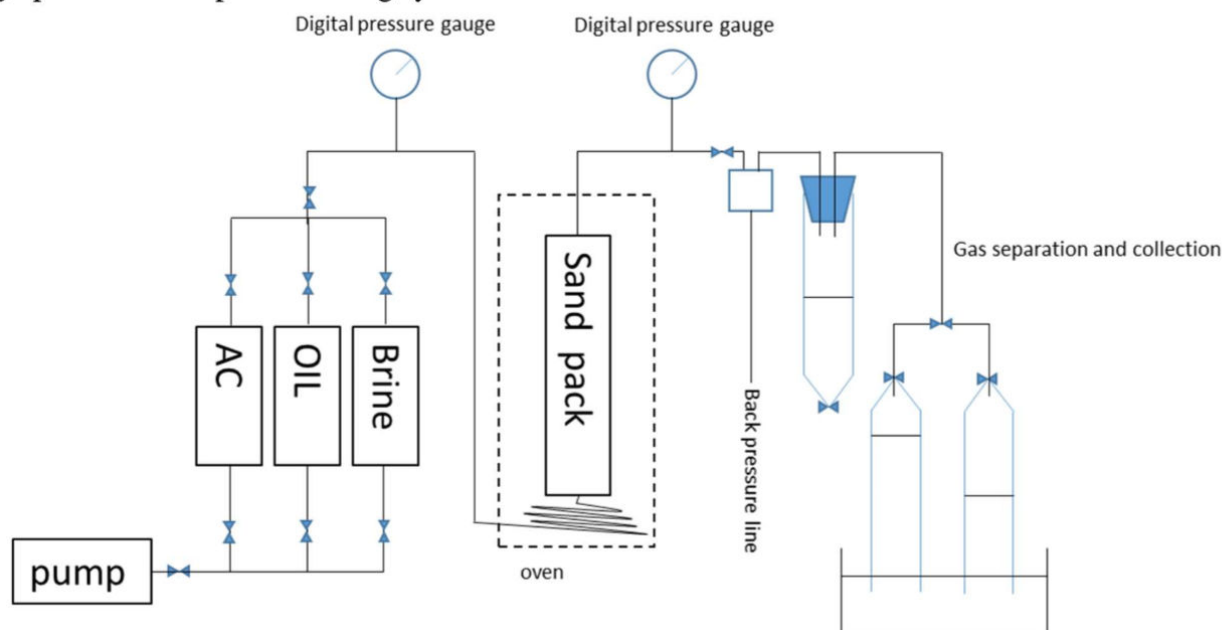 Digital pressure gauge
Digital pressure gauge
Gas separation and collection
AC
OIL
Brine
Sand pack
Back pressure line
pump
oven